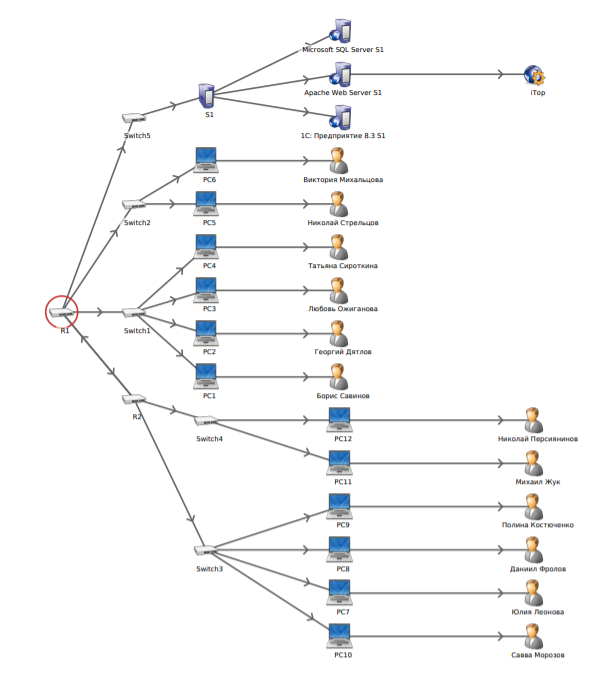 Microsoft SQL Server S1
Apache Web Server S1
iTop
S1
1С: Предприятие 8.3 S1
Switch5
PC6
Виктория Михальцова
Switch2
PC5
Николай Стрельцов
PC4
Татьяна Сироткина
PC3
Любовь Ожиганова
R1
Switch1
PC2
Георгий Дятлов
PC1
Борис Савинов
R2
Switch4
PC12
Николай Персиянинов
PC11
Михаил Жук
PC9
Полина Костюченко
Switch3
PC8
Даниил Фролов
PC7
Юлия Леонова
PC10
Савва Морозов